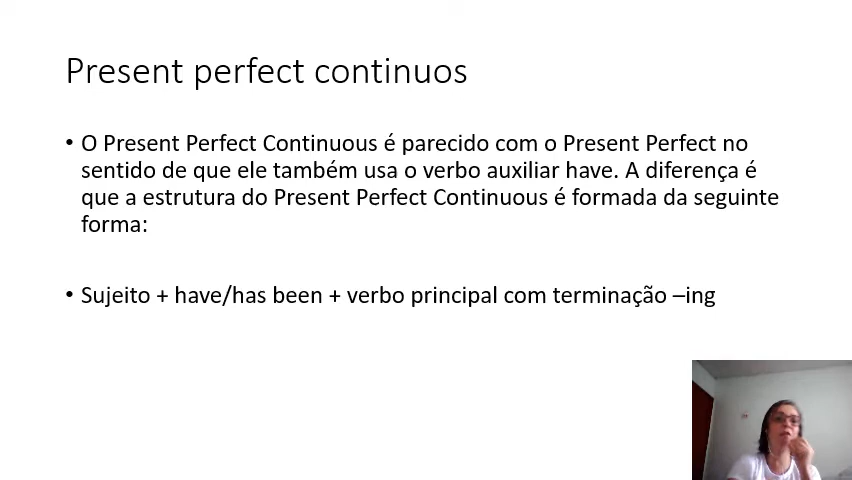 Present perfect continuos
• O Present Perfect Continuous é parecido com o Present Perfect no
sentido de que ele também usa o verbo auxiliar have. A diferença é
que a estrutura do Present Perfect Continuous é formada da seguinte
forma:
• Sujeito + have/has been + verbo principal com terminação –ing